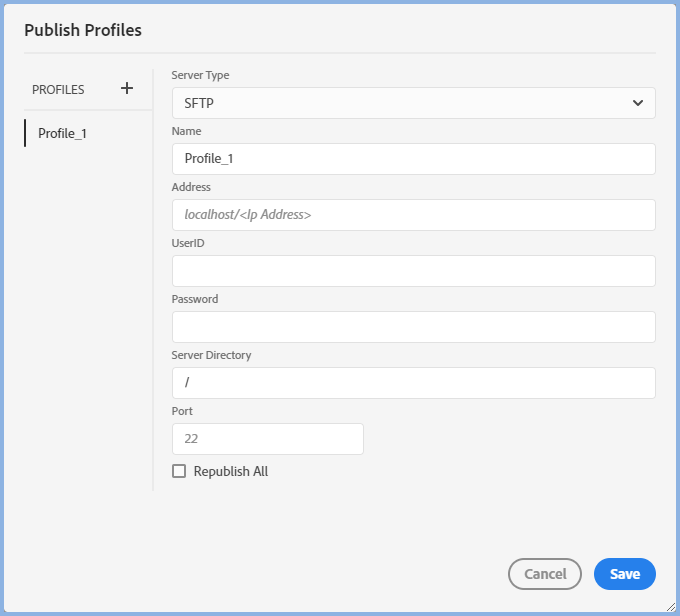 Publish Profiles
PROFILES +
Profile_1
Server Type
SFTP
Name
Profile_1
Address
localhost/<Ip Address>
UserID
Password
Server Directory
/
Port
22
Republish All
Cancel
Save